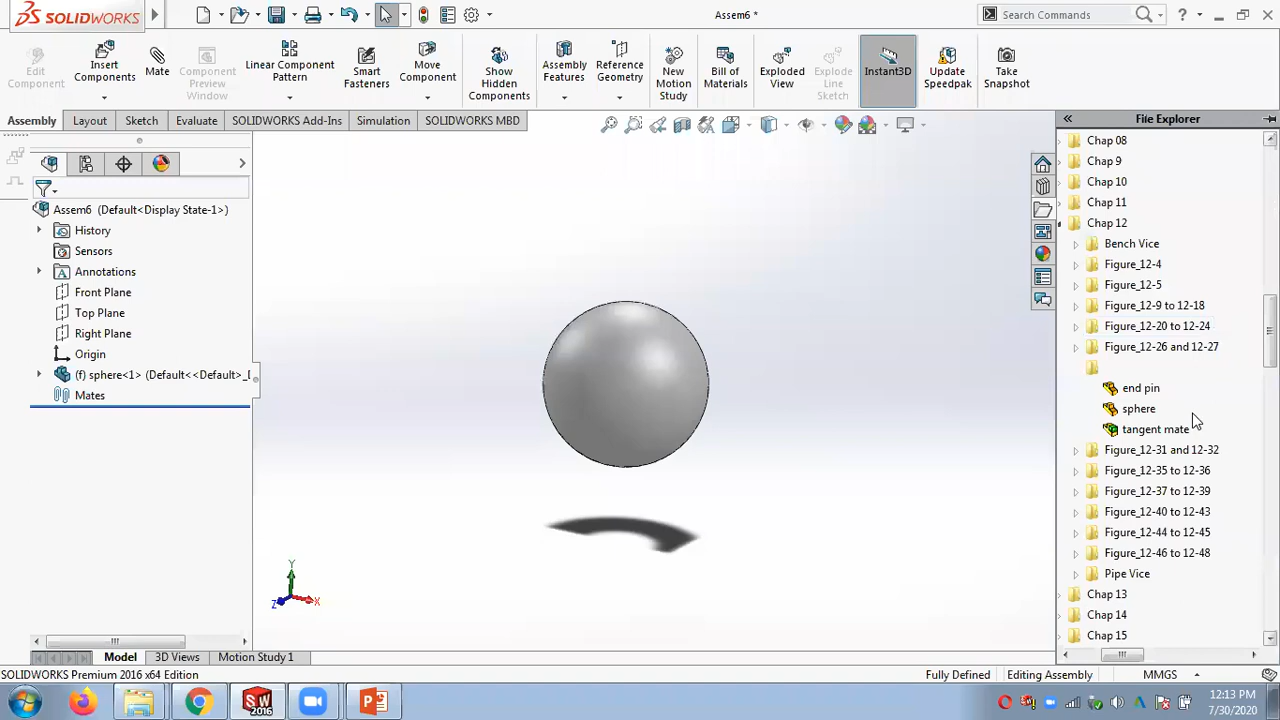 SOLIDWORKS
Assem6 *
Search Commands
Edit Component
Insert Components
Mate
Component Preview Window
Linear Component Pattern
Smart Fasteners
Move Component
Show Hidden Components
Assembly Features
Reference Geometry
New Motion Study
Bill of Materials
Exploded View
Explode Line Sketch
Instant3D
Update Speedpak
Take Snapshot
Assembly
Layout
Sketch
Evaluate
SOLIDWORKS Add-Ins
Simulation
SOLIDWORKS MBD
Assem6 (Default<Display State-1>)
History
Sensors
Annotations
Front Plane
Top Plane
Right Plane
Origin
(f) sphere<1> (Default<<Default>_D
Mates
Y
Z
X
File Explorer
Chap 08
Chap 9
Chap 10
Chap 11
Chap 12
Bench Vice
Figure_12-4
Figure_12-5
Figure_12-9 to 12-18
Figure_12-20 to 12-24
Figure_12-26 and 12-27
end pin
sphere
tangent mate
Figure_12-31 and 12-32
Figure_12-35 to 12-36
Figure_12-37 to 12-39
Figure_12-40 to 12-43
Figure_12-44 to 12-45
Figure_12-46 to 12-48
Pipe Vice
Chap 13
Chap 14
Chap 15
Model
3D Views
Motion Study 1
SOLIDWORKS Premium 2016 x64 Edition
Fully Defined
Editing Assembly
MMGS
SW 2016
12:13 PM
7/30/2020